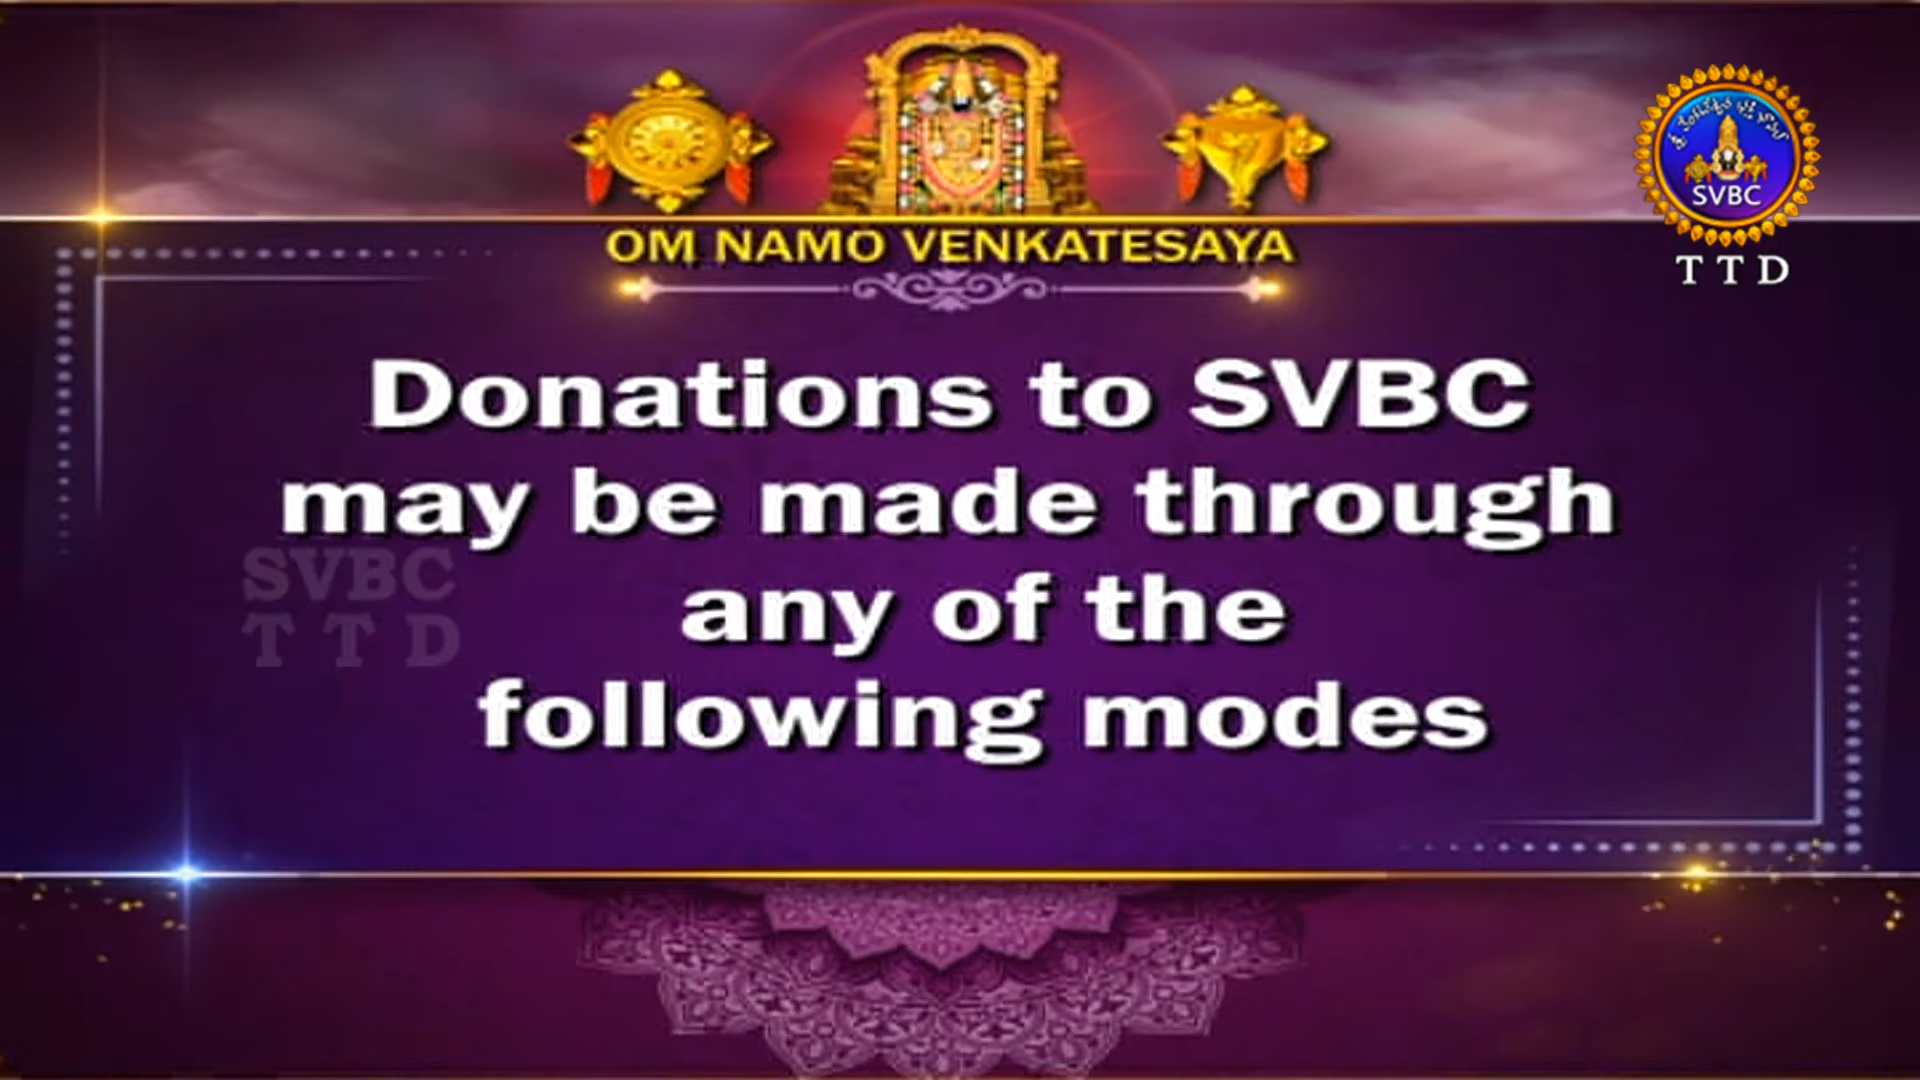 OM NAMO VENKATESAYA
SVBC
T T D
Donations to SVBC
may be made through
any of the
following modes
SVBC
T T D